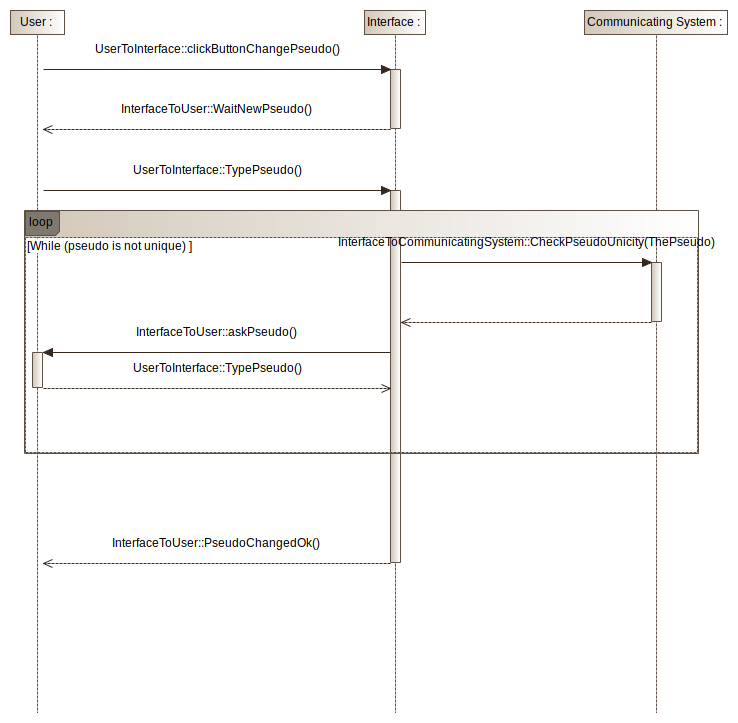 User :
Interface :
Communicating System :
UserToInterface::clickButtonChangePseudo()
InterfaceToUser::WaitNewPseudo()
UserToInterface::TypePseudo()
loop
[While (pseudo is not unique) ]
InterfaceToCommunicatingSystem::CheckPseudoUnicity(ThePseudo)
InterfaceToUser::askPseudo()
UserToInterface::TypePseudo()
InterfaceToUser::PseudoChangedOk()